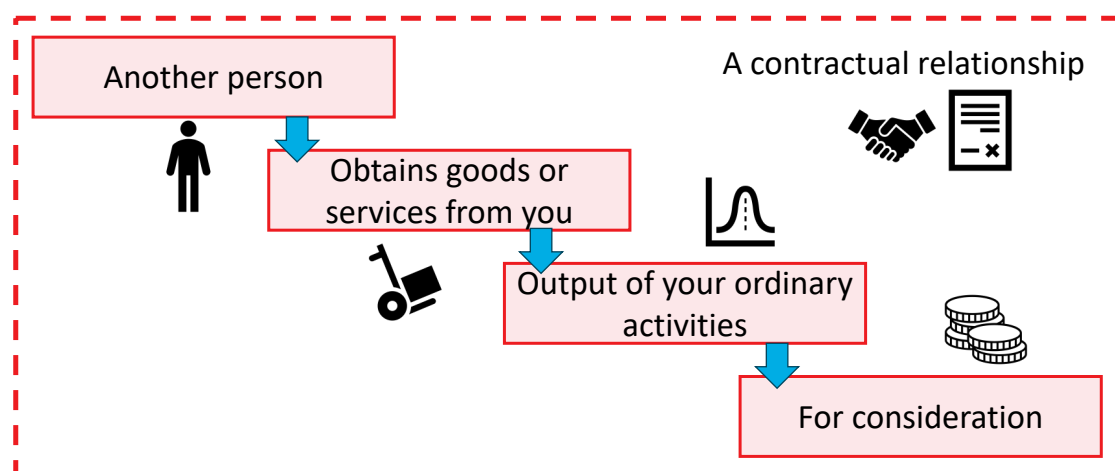 Another person
A contractual relationship
Obtains goods or
services from you
Output of your ordinary
activities
For consideration